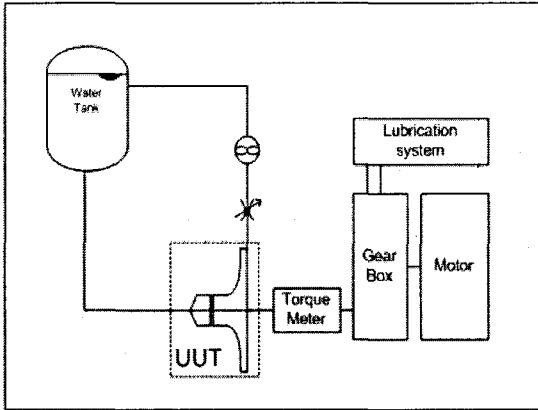 Water
Tank
Lubrication
system
Gear
Box
Motor
Torque
Meter
UUT